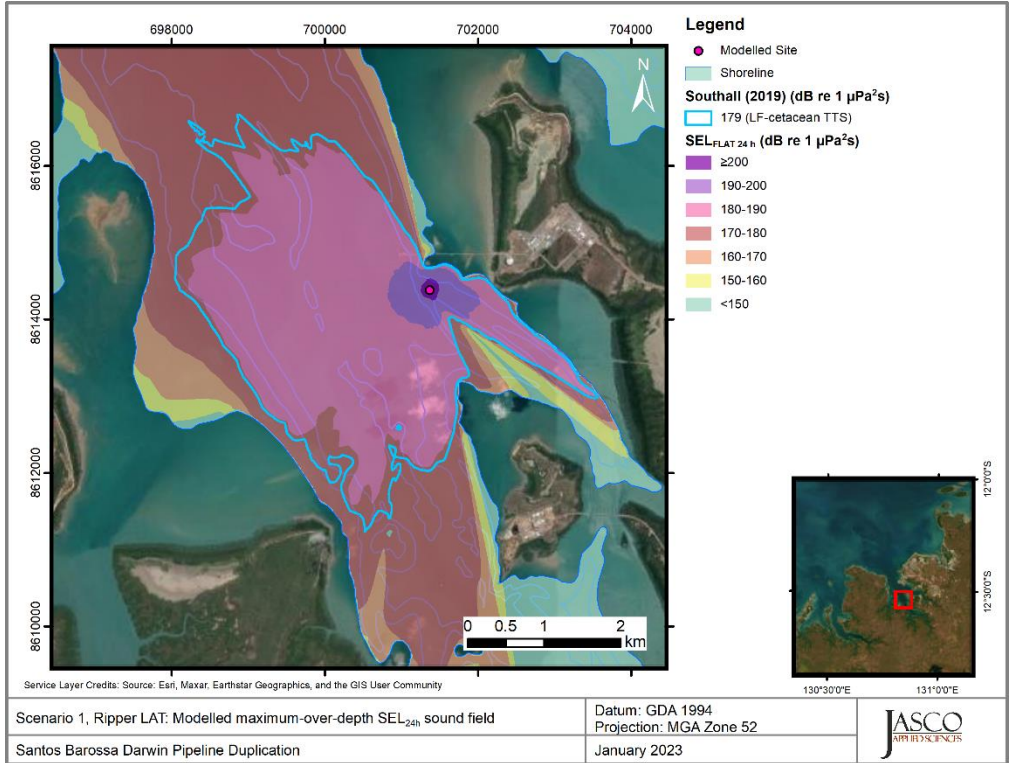 698000 700000 702000 704000
8616000
8614000
8612000
8610000
N
0 0.5 1 2
km
Service Layer Credits: Source: Esri, Maxar, Earthstar Geographics, and the GIS User Community
Legend
Modelled Site
Shoreline
Southall (2019) (dB re 1 µPa²s)
179 (LF-cetacean TTS)
SELFLAT 24 h (dB re 1 µPa²s)
≥200
190-200
180-190
170-180
160-170
150-160
<150
12°0'0"S
12°30'0"S
130°30'0"E 131°0'0"E
Scenario 1, Ripper LAT: Modelled maximum-over-depth SEL24h sound field
Santos Barossa Darwin Pipeline Duplication
Datum: GDA 1994
Projection: MGA Zone 52
January 2023
JASCO
APPLIED SCIENCES